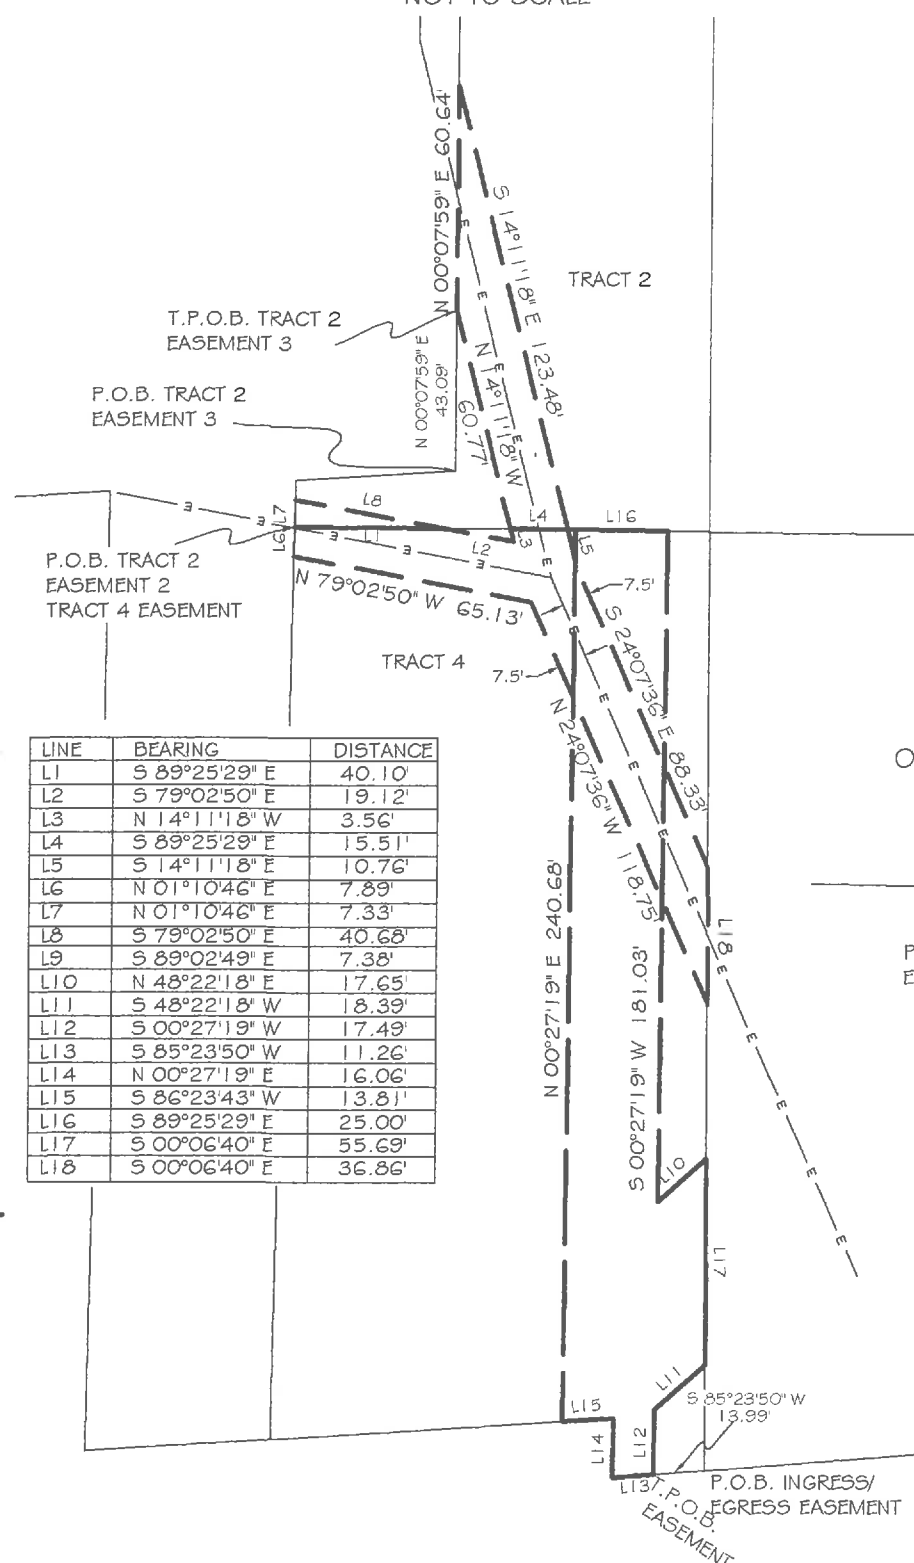 NOT TO SCALE
N 00°07'59" E 60.64'
S 14°11'18" E 123.48'
TRACT 2
T.P.O.B. TRACT 2
EASEMENT 3
N 00°07'59" E
43.09'
N 14°11'18" W
60.77'
P.O.B. TRACT 2
EASEMENT 3
E
E
E
E
L8
L7
L6
L1
L2
L3
L4
L16
L5
E
E
E
E
E
P.O.B. TRACT 2
EASEMENT 2
TRACT 4 EASEMENT
N 79°02'50" W 65.13'
7.5'
S 24°07'36" E 88.33'
TRACT 4
7.5'
N 24°07'36" W 118.75'
E
E
E
E
E
E
E
E
LINE BEARING DISTANCE
L1 S 89°25'29" E 40.10'
L2 S 79°02'50" E 19.12'
L3 N 14°11'18" W 3.56'
L4 S 89°25'29" E 15.51'
L5 S 14°11'18" E 10.76'
L6 N 01°10'46" E 7.89'
L7 N 01°10'46" E 7.33'
L8 S 79°02'50" E 40.68'
L9 S 89°02'49" E 7.38'
L10 N 48°22'18" E 17.65'
L11 S 48°22'18" W 18.39'
L12 S 00°27'19" W 17.49'
L13 S 85°23'50" W 11.26'
L14 N 00°27'19" E 16.06'
L15 S 86°23'43" W 13.81'
L16 S 89°25'29" E 25.00'
L17 S 00°06'40" E 55.69'
L18 S 00°06'40" E 36.86'
N 00°27'19" E 240.68'
S 00°27'19" W 181.03'
L18
L10
L17
L11
S 85°23'50" W
13.99'
L15
L14
L12
L13
T.P.O.B.
EASEMENT
P.O.B. INGRESS/
EGRESS EASEMENT